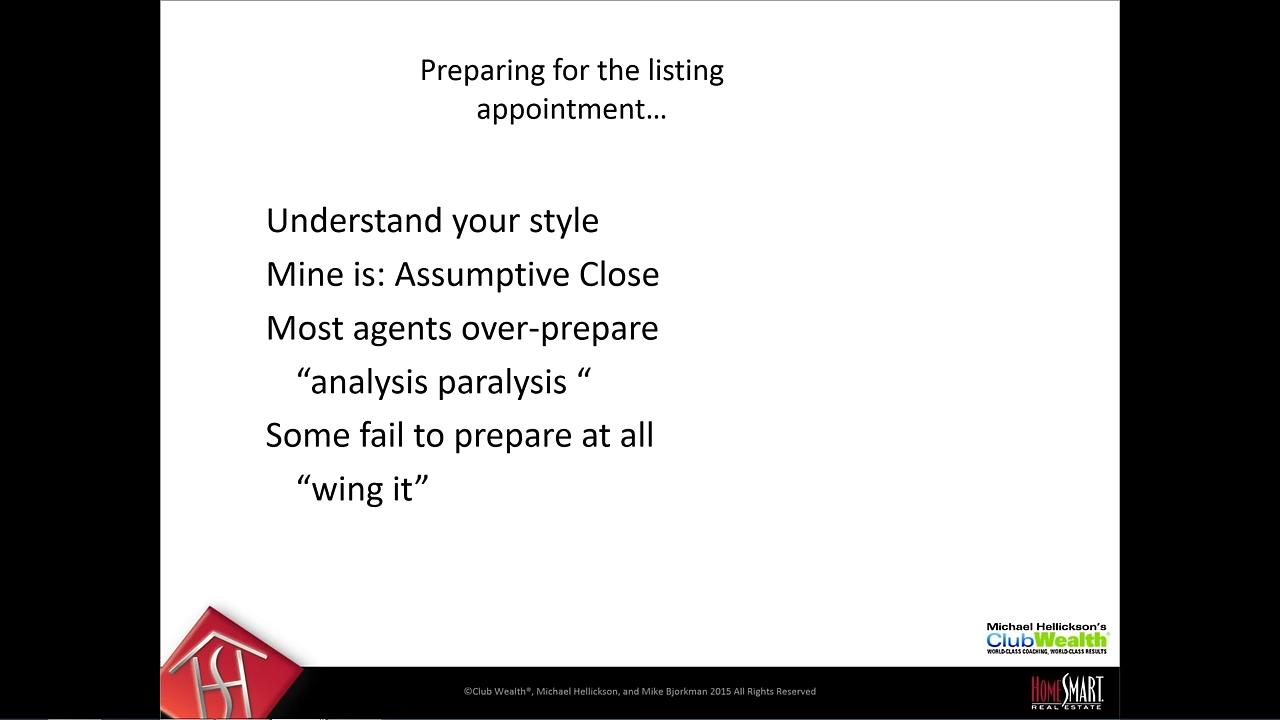 Preparing for the listing
appointment…
Understand your style
Mine is: Assumptive Close
Most agents over-prepare
“analysis paralysis “
Some fail to prepare at all
“wing it”
Michael Hellickson's
ClubWealth®
WORLD-CLASS COACHING, WORLD-CLASS RESULTS
©Club Wealth®, Michael Hellickson, and Mike Bjorkman 2015 All Rights Reserved
HS
HOMESMART
REAL ESTATE